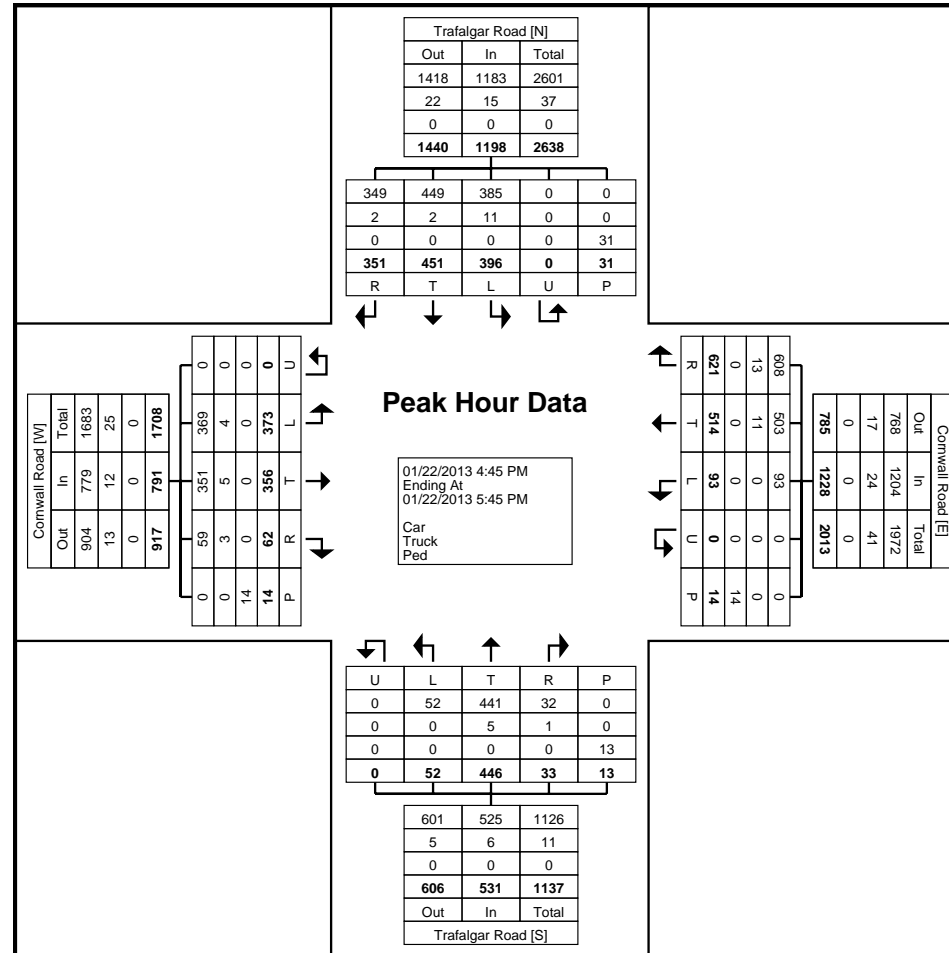 Trafalgar Road [N]
Out In Total
1418 1183 2601
22 15 37
0 0 0
1440 1198 2638
349 449 385 0 0
2 2 11 0 0
0 0 0 0 31
351 451 396 0 31
R T L U P
Cornwall Road [W]
Total 1683 25 0 1708
In 779 12 0 791
Out 904 13 0 917
0 0 0 0 U
369 4 0 373 L
351 5 0 356 T
59 3 0 62 R
0 0 14 14 P
Peak Hour Data
01/22/2013 4:45 PM
Ending At
01/22/2013 5:45 PM
Car
Truck
Ped
R 621 0 13 608
T 514 0 11 503
L 93 0 0 93
U 0 0 0 0
P 14 14 0 0
785 0 17 768 Out
1228 0 24 1204 In
2013 0 41 1972 Total
Cornwall Road [E]
U L T R P
0 52 441 32 0
0 0 5 1 0
0 0 0 0 13
0 52 446 33 13
601 525 1126
5 6 11
0 0 0
606 531 1137
Out In Total
Trafalgar Road [S]